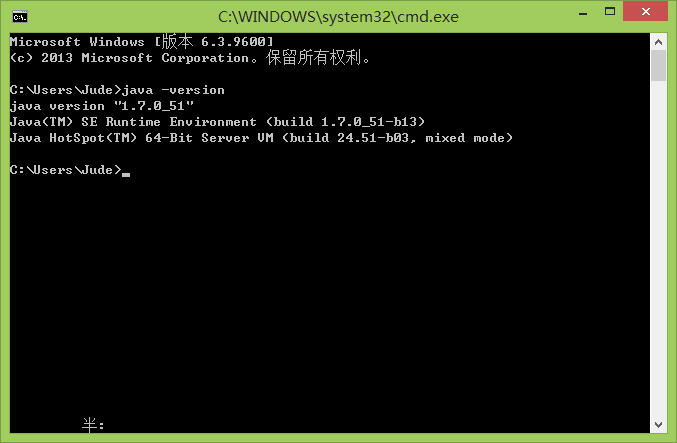 C:\WINDOWS\system32\cmd.exe
Microsoft Windows [版本 6.3.9600]
(c) 2013 Microsoft Corporation。保留所有权利。
C:\Users\Jude>java -version
java version "1.7.0_51"
Java(TM) SE Runtime Environment (build 1.7.0_51-b13)
Java HotSpot(TM) 64-Bit Server VM (build 24.51-b03, mixed mode)
C:\Users\Jude>
半: